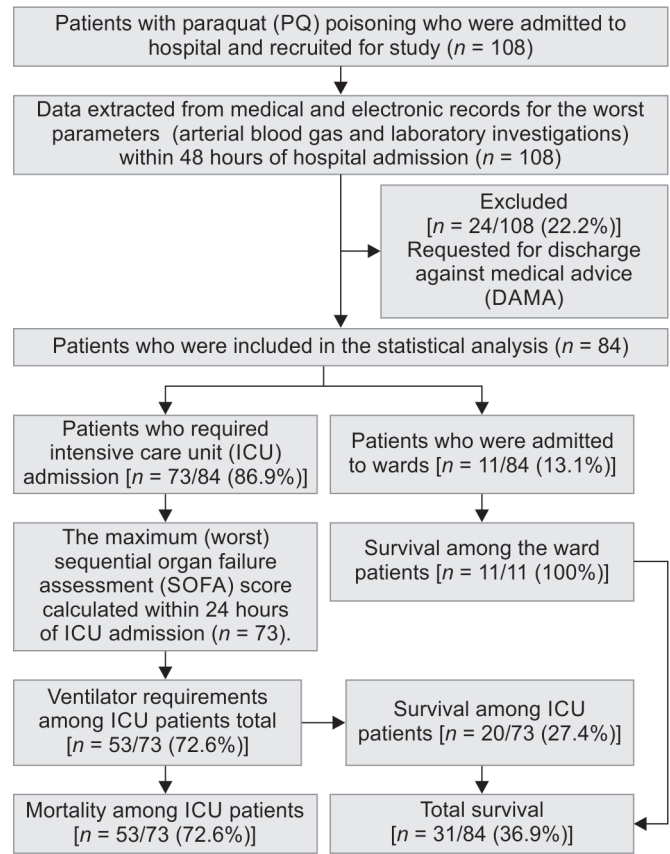 Patients with paraquat (PQ) poisoning who were admitted to
hospital and recruited for study (n = 108)
Data extracted from medical and electronic records for the worst
parameters (arterial blood gas and laboratory investigations)
within 48 hours of hospital admission (n = 108)
Excluded
[n = 24/108 (22.2%)]
Requested for discharge
against medical advice
(DAMA)
Patients who were included in the statistical analysis (n = 84)
Patients who required
intensive care unit (ICU)
admission [n = 73/84 (86.9%)]
Patients who were admitted
to wards [n = 11/84 (13.1%)]
The maximum (worst)
sequential organ failure
assessment (SOFA) score
calculated within 24 hours
of ICU admission (n = 73).
Survival among the ward
patients [n = 11/11 (100%)]
Ventilator requirements
among ICU patients total
[n = 53/73 (72.6%)]
Survival among ICU
patients [n = 20/73 (27.4%)]
Mortality among ICU patients
[n = 53/73 (72.6%)]
Total survival
[n = 31/84 (36.9%)]